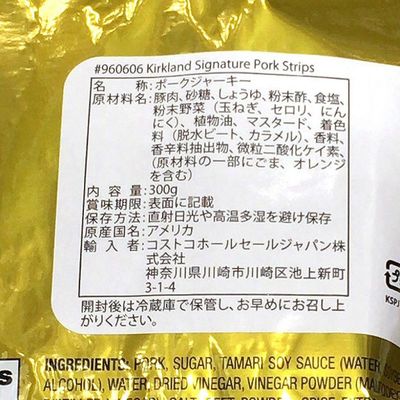 #960606 Kirkland Signature Pork Strips
名称:ポークジャーキー
原材料名:豚肉、砂糖、しょうゆ、粉末酢、食塩、
粉末野菜(玉ねぎ、セロリ、にん
にく)、植物油、マスタード、着色
料(脱水ビート、カラメル)、香料、
香辛料抽出物、微粒二酸化ケイ素、
(原材料の一部にごま、オレンジ
を含む)
内容量:300g
賞味期限:表面に記載
保存方法:直射日光や高温多湿を避け保存
原産国名:アメリカ
輸入者:コストコホールセールジャパン株
式会社
神奈川県川崎市川崎区池上新町
3-1-4
開封後は冷蔵庫で保管し、お早めにお召し上
がりください。
KSPJ
INGREDIENTS: PORK, SUGAR, TAMARI SOY SAUCE (WATER,
ALCOHOL), WATER, DRIED VINEGAR, VINEGAR POWDER